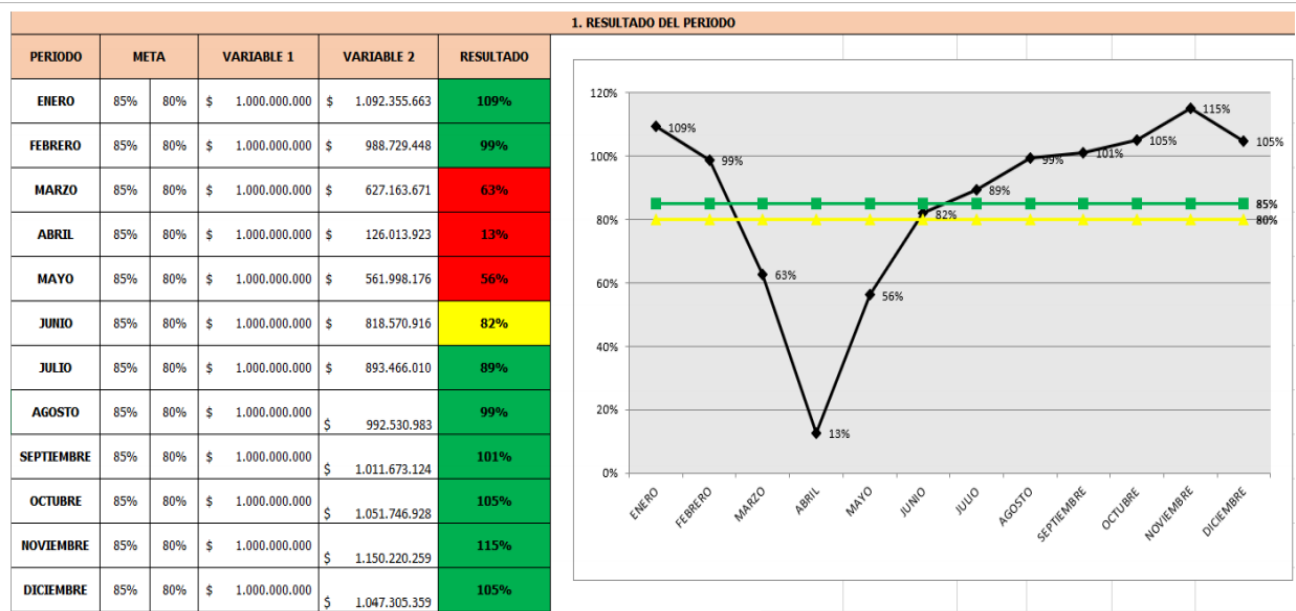 1. RESULTADO DEL PERIODO
PERIODO META VARIABLE 1 VARIABLE 2 RESULTADO
ENERO 85% 80% $ 1.000.000.000 $ 1.092.355.663 109%
FEBRERO 85% 80% $ 1.000.000.000 $ 988.729.448 99%
MARZO 85% 80% $ 1.000.000.000 $ 627.163.671 63%
ABRIL 85% 80% $ 1.000.000.000 $ 126.013.923 13%
MAYO 85% 80% $ 1.000.000.000 $ 561.998.176 56%
JUNIO 85% 80% $ 1.000.000.000 $ 818.570.916 82%
JULIO 85% 80% $ 1.000.000.000 $ 893.466.010 89%
AGOSTO 85% 80% $ 1.000.000.000 $ 992.530.983 99%
SEPTIEMBRE 85% 80% $ 1.000.000.000 $ 1.011.673.124 101%
OCTUBRE 85% 80% $ 1.000.000.000 $ 1.051.746.928 105%
NOVIEMBRE 85% 80% $ 1.000.000.000 $ 1.150.220.259 115%
DICIEMBRE 85% 80% $ 1.000.000.000 $ 1.047.305.359 105%
120%
100%
80%
60%
40%
20%
0%
109%
99%
63%
13%
56%
82%
89%
99%
101%
105%
115%
105%
85%
80%
ENERO
FEBRERO
MARZO
ABRIL
MAYO
JUNIO
JULIO
AGOSTO
SEPTIEMBRE
OCTUBRE
NOVIEMBRE
DICIEMBRE